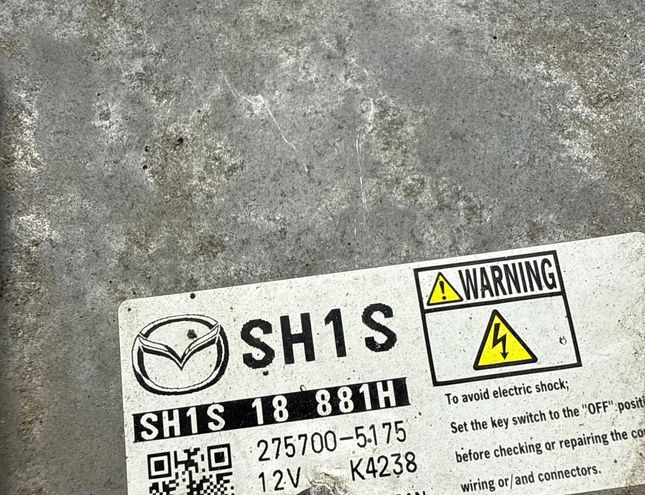 SH1S
SH1S 18 881H
275700-5175
12V K4238
WARNING
To avoid electric shock;
Set the key switch to the "OFF"
before checking or repairing the
wiring or/and connectors.